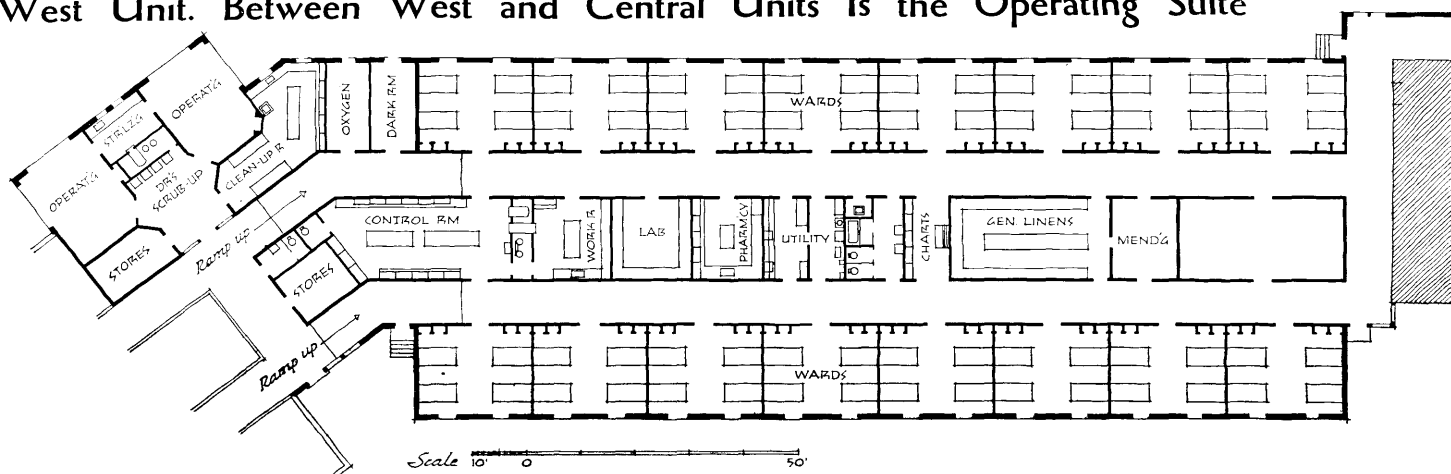 West Unit. Between West and Central Units Is the Operating Suite
OPERAT'G
STRLZ'G
OPERAT'G
DR'S
SCRUB-UP
CLEAN-UP R
STORES
OXYGEN
DARK RM
WARDS
Ramp up
CONTROL RM
WORK R
LAB
PHARMCY
UTILITY
CHARTS
GEN. LINENS
MEND'G
STORES
Ramp up
WARDS
Scale 10' 0 50'